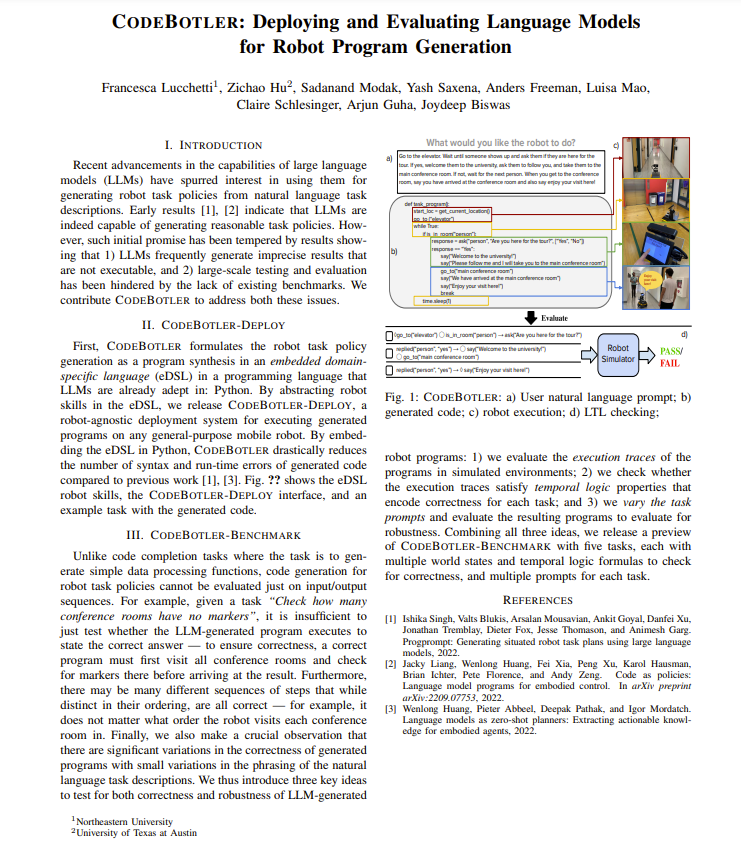 CODEBOTLER: Deploying and Evaluating Language Models
for Robot Program Generation
Francesca Lucchetti1, Zichao Hu2, Sadanand Modak, Yash Saxena, Anders Freeman, Luisa Mao,
Claire Schlesinger, Arjun Guha, Joydeep Biswas
I. INTRODUCTION
Recent advancements in the capabilities of large language
models (LLMs) have spurred interest in using them for
generating robot task policies from natural language task
descriptions. Early results [1], [2] indicate that LLMs are
indeed capable of generating reasonable task policies. How-
ever, such initial promise has been tempered by results show-
ing that 1) LLMs frequently generate imprecise results that
are not executable, and 2) large-scale testing and evaluation
has been hindered by the lack of existing benchmarks. We
contribute CODEBOTLER to address both these issues.
II. CODEBOTLER-DEPLOY
First, CODEBOTLER formulates the robot task policy
generation as a program synthesis in an embedded domain-
specific language (eDSL) in a programming language that
LLMs are already adept in: Python. By abstracting robot
skills in the eDSL, we release CODEBOTLER-DEPLOY, a
robot-agnostic deployment system for executing generated
programs on any general-purpose mobile robot. By embed-
ding the eDSL in Python, CODEBOTLER drastically reduces
the number of syntax and run-time errors of generated code
compared to previous work [1], [3]. Fig. ?? shows the eDSL
robot skills, the CODEBOTLER-DEPLOY interface, and an
example task with the generated code.
III. CODEBOTLER-BENCHMARK
Unlike code completion tasks where the task is to gen-
erate simple data processing functions, code generation for
robot task policies cannot be evaluated just on input/output
sequences. For example, given a task "Check how many
conference rooms have no markers", it is insufficient to
just test whether the LLM-generated program executes to
state the correct answer — to ensure correctness, a correct
program must first visit all conference rooms and check
for markers there before arriving at the result. Furthermore,
there may be many different sequences of steps that while
distinct in their ordering, are all correct — for example, it
does not matter what order the robot visits each conference
room in. Finally, we also make a crucial observation that
there are significant variations in the correctness of generated
programs with small variations in the phrasing of the natural
language task descriptions. We thus introduce three key ideas
to test for both correctness and robustness of LLM-generated
1Northeastern University
2University of Texas at Austin
What would you like the robot to do?
a)
Go to the elevator. Wait until someone shows up and ask them if they are here for the
tour. If yes, welcome them to the university, ask them to follow you, and take them to the
main conference room. If not, wait for the next person. When you get to the conference
room, say you have arrived at the conference room and also say enjoy your visit here!
b)
def task_program():
start_loc = get_current_location()
go_to("elevator")
while True:
if is_in_room("person"):
response = ask("person", "Are you here for the tour?", ["Yes", "No"])
response == "Yes":
say("Welcome to the university!")
say("Please follow me and I will take you to the main conference room")
go_to("main conference room")
say("We have arrived at the main conference room")
say("Enjoy your visit here!")
break
time.sleep(1)
c)
Evaluate
(go_to("elevator") ◯ is_in_room("person") → ask("Are you here for the tour?")
replied("person", "yes") → ◯ say("Welcome to the university!")
◯ go_to("main conference room")
replied("person", "yes") → ◊ say("Enjoy your visit here!")
Robot
Simulator
d)
PASS/
FAIL
Fig. 1: CODEBOTLER: a) User natural language prompt; b)
generated code; c) robot execution; d) LTL checking;
robot programs: 1) we evaluate the execution traces of the
programs in simulated environments; 2) we check whether
the execution traces satisfy temporal logic properties that
encode correctness for each task; and 3) we vary the task
prompts and evaluate the resulting programs to evaluate for
robustness. Combining all three ideas, we release a preview
of CODEBOTLER-BENCHMARK with five tasks, each with
multiple world states and temporal logic formulas to check
for correctness, and multiple prompts for each task.
REFERENCES
[1] Ishika Singh, Valts Blukis, Arsalan Mousavian, Ankit Goyal, Danfei Xu,
Jonathan Tremblay, Dieter Fox, Jesse Thomason, and Animesh Garg.
Progprompt: Generating situated robot task plans using large language
models, 2022.
[2] Jacky Liang, Wenlong Huang, Fei Xia, Peng Xu, Karol Hausman,
Brian Ichter, Pete Florence, and Andy Zeng. Code as policies:
Language model programs for embodied control. In arXiv preprint
arXiv:2209.07753, 2022.
[3] Wenlong Huang, Pieter Abbeel, Deepak Pathak, and Igor Mordatch.
Language models as zero-shot planners: Extracting actionable knowl-
edge for embodied agents, 2022.